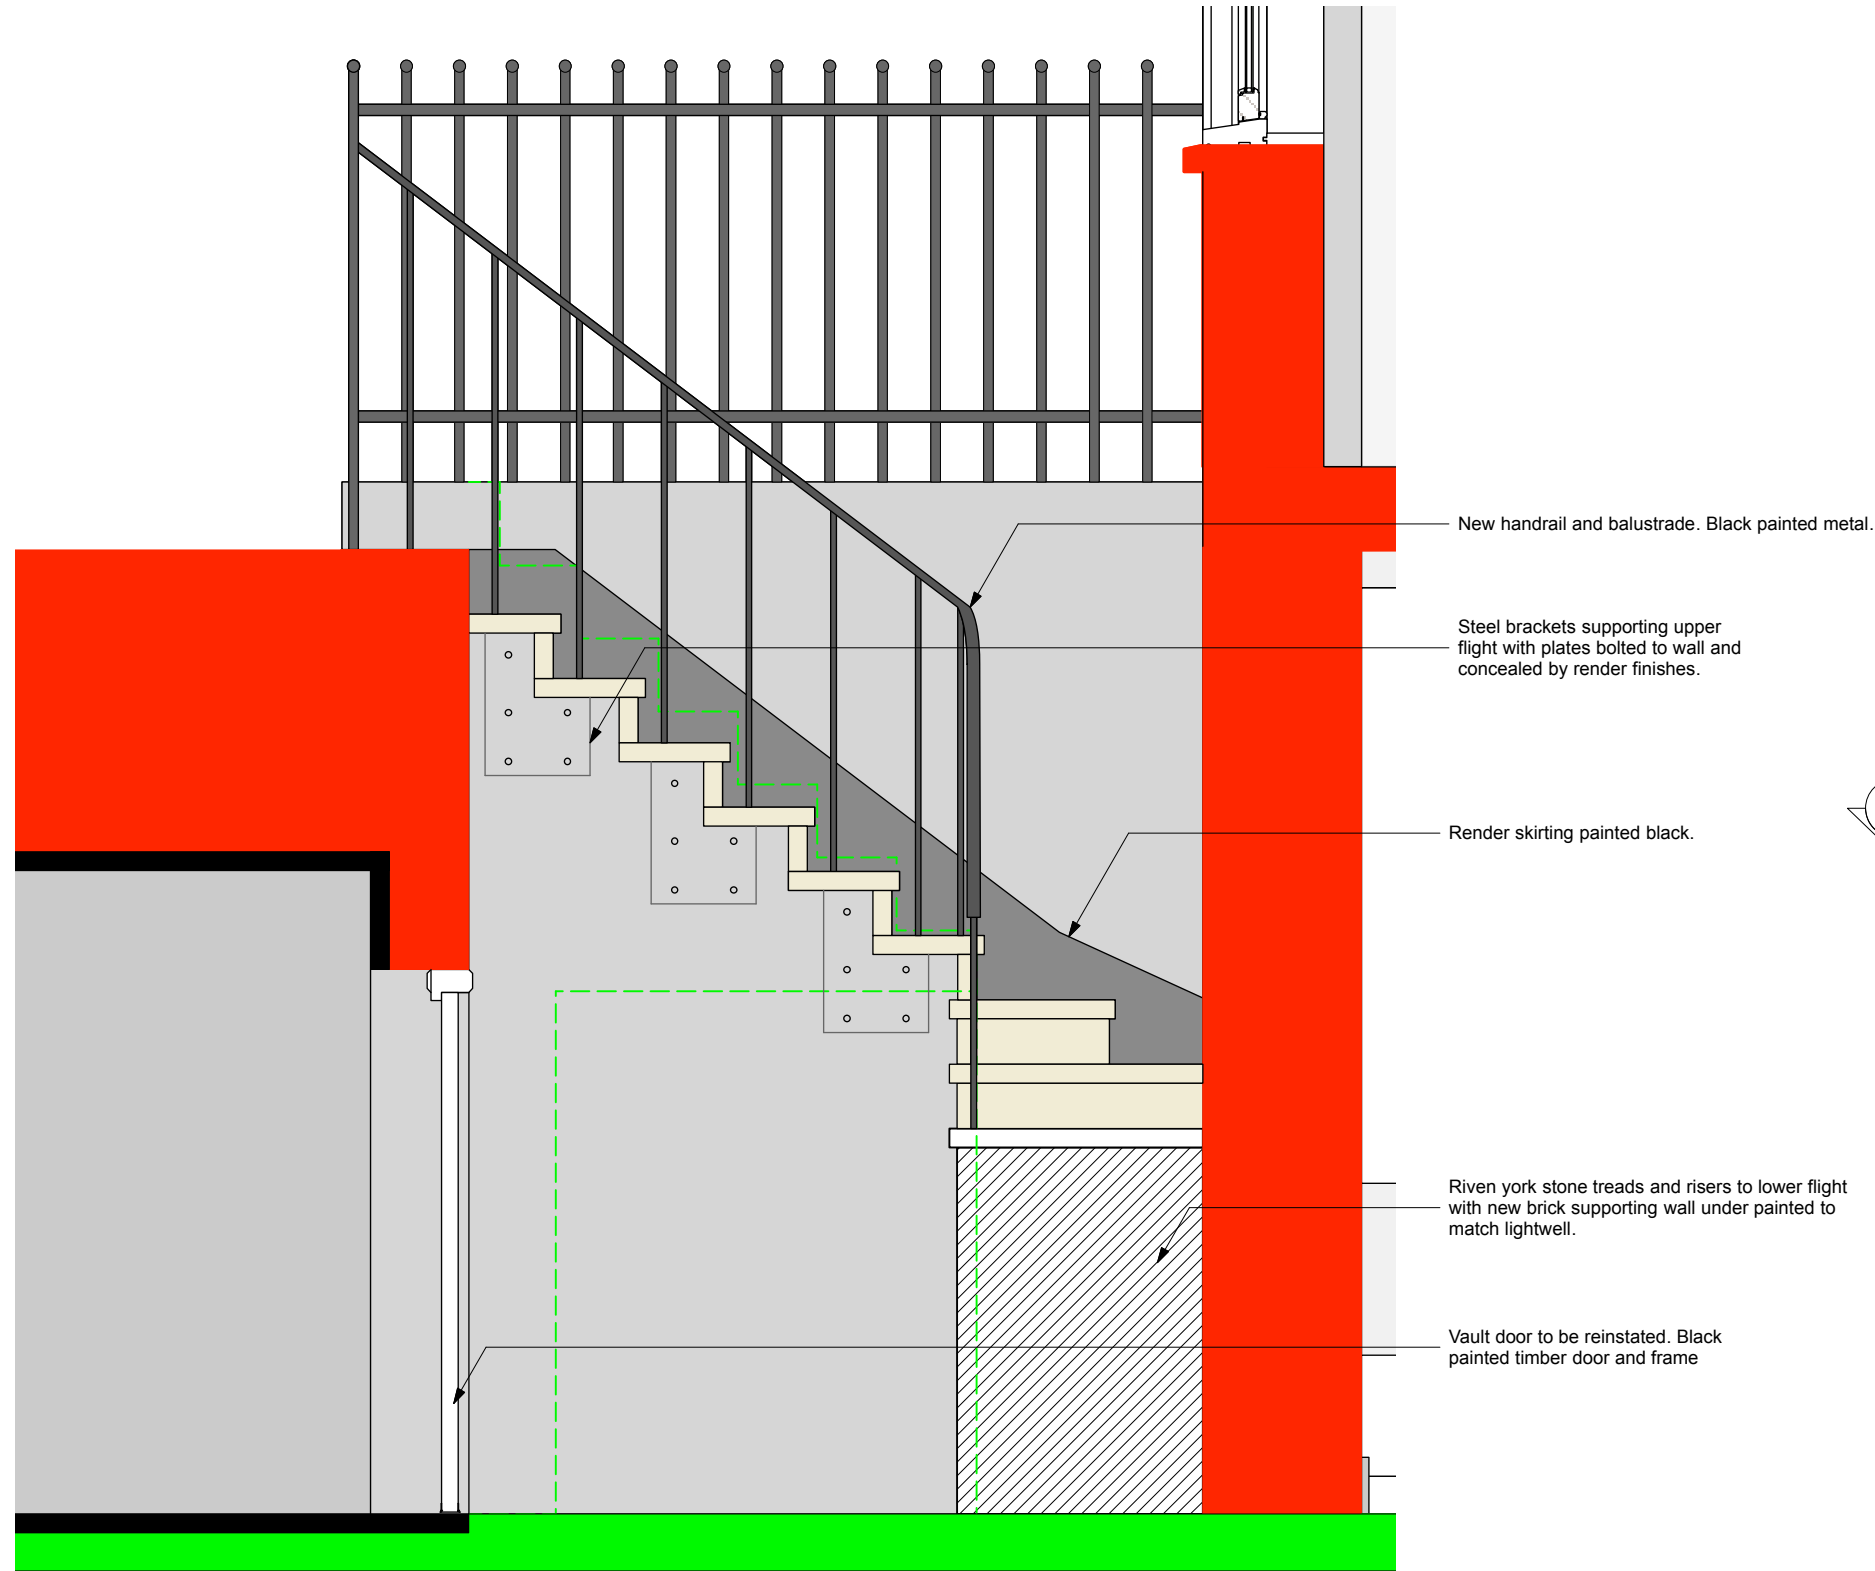 New handrail and balustrade. Black painted metal.
Steel brackets supporting upper
flight with plates bolted to wall and
concealed by render finishes.
Render skirting painted black.
Riven york stone treads and risers to lower flight
with new brick supporting wall under painted to
match lightwell.
Vault door to be reinstated. Black
painted timber door and frame